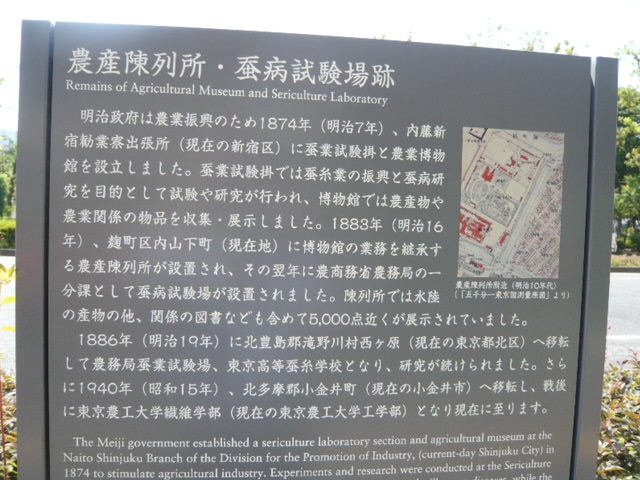 農産陳列所・蚕病試験場跡
Remains of Agricultural Museum and Sericulture Laboratory
明治政府は農業振興のため1874年（明治7年）、内藤新
宿勧業寮出張所（現在の新宿区）に蚕業試験掛と農業博物
館を設立しました。蚕業試験掛では蚕糸業の振興と蚕病研
究を目的として試験や研究が行われ、博物館では農産物や
農業関係の物品を収集・展示しました。1883年（明治16
年）、麹町区内山下町（現在地）に博物館の業務を継承す
る農産陳列所が設置され、その翌年に農商務省農務局の一
分課として蚕病試験場が設置されました。陳列所では水陸
の産物の他、関係の図書なども含めて5,000点近くが展示されていました。
農産陳列所附近（明治10年代）
（「五千分一東京図測量原図」より）
1886年（明治19年）に北豊島郡滝野川村西ヶ原（現在の東京都北区）へ移転
して農務局蚕業試験場、東京高等蚕糸学校となり、研究が続けられました。さら
に1940年（昭和15年）、北多摩郡小金井町（現在の小金井市）へ移転し、戦後
に東京農工大学繊維学部（現在の東京農工大学工学部）となり現在に至ります。
The Meiji government established a sericulture laboratory section and agricultural museum at the
Naito Shinjuku Branch of the Division for the Promotion of Industry, (current-day Shinjuku City) in
1874 to stimulate agricultural industry. Experiments and research were conducted at the Sericulture